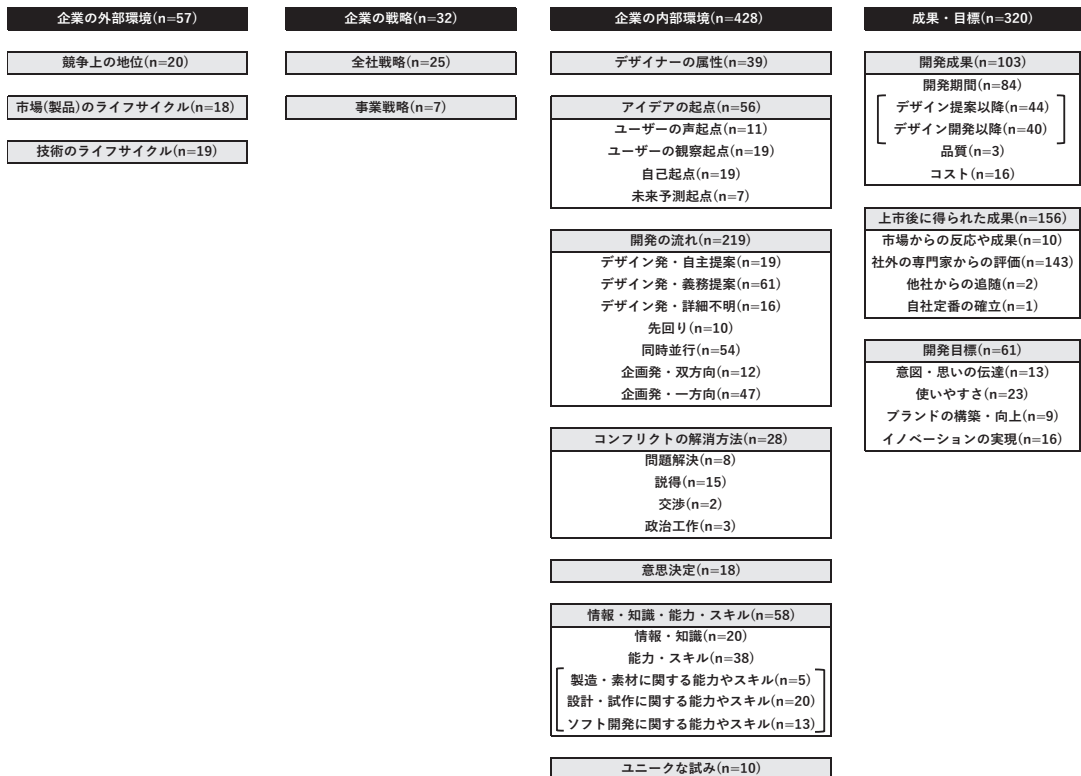 企業の外部環境(n=57)
競争上の地位(n=20)
市場(製品)のライフサイクル(n=18)
技術のライフサイクル(n=19)
企業の戦略(n=32)
全社戦略(n=25)
事業戦略(n=7)
企業の内部環境(n=428)
デザイナーの属性(n=39)
アイデアの起点(n=56)
ユーザーの声起点(n=11)
ユーザーの観察起点(n=19)
自己起点(n=19)
未来予測起点(n=7)
開発の流れ(n=219)
デザイン発・自主提案(n=19)
デザイン発・義務提案(n=61)
デザイン発・詳細不明(n=16)
先回り(n=10)
同時並行(n=54)
企画発・双方向(n=12)
企画発・一方向(n=47)
コンフリクトの解消方法(n=28)
問題解決(n=8)
説得(n=15)
交渉(n=2)
政治工作(n=3)
意思決定(n=18)
情報・知識・能力・スキル(n=58)
情報・知識(n=20)
能力・スキル(n=38)
製造・素材に関する能力やスキル(n=5)
設計・試作に関する能力やスキル(n=20)
ソフト開発に関する能力やスキル(n=13)
ユニークな試み(n=10)
成果・目標(n=320)
開発成果(n=103)
開発期間(n=84)
デザイン提案以降(n=44)
デザイン開発以降(n=40)
品質(n=3)
コスト(n=16)
上市後に得られた成果(n=156)
市場からの反応や成果(n=10)
社外の専門家からの評価(n=143)
他社からの追随(n=2)
自社定番の確立(n=1)
開発目標(n=61)
意図・思いの伝達(n=13)
使いやすさ(n=23)
ブランドの構築・向上(n=9)
イノベーションの実現(n=16)